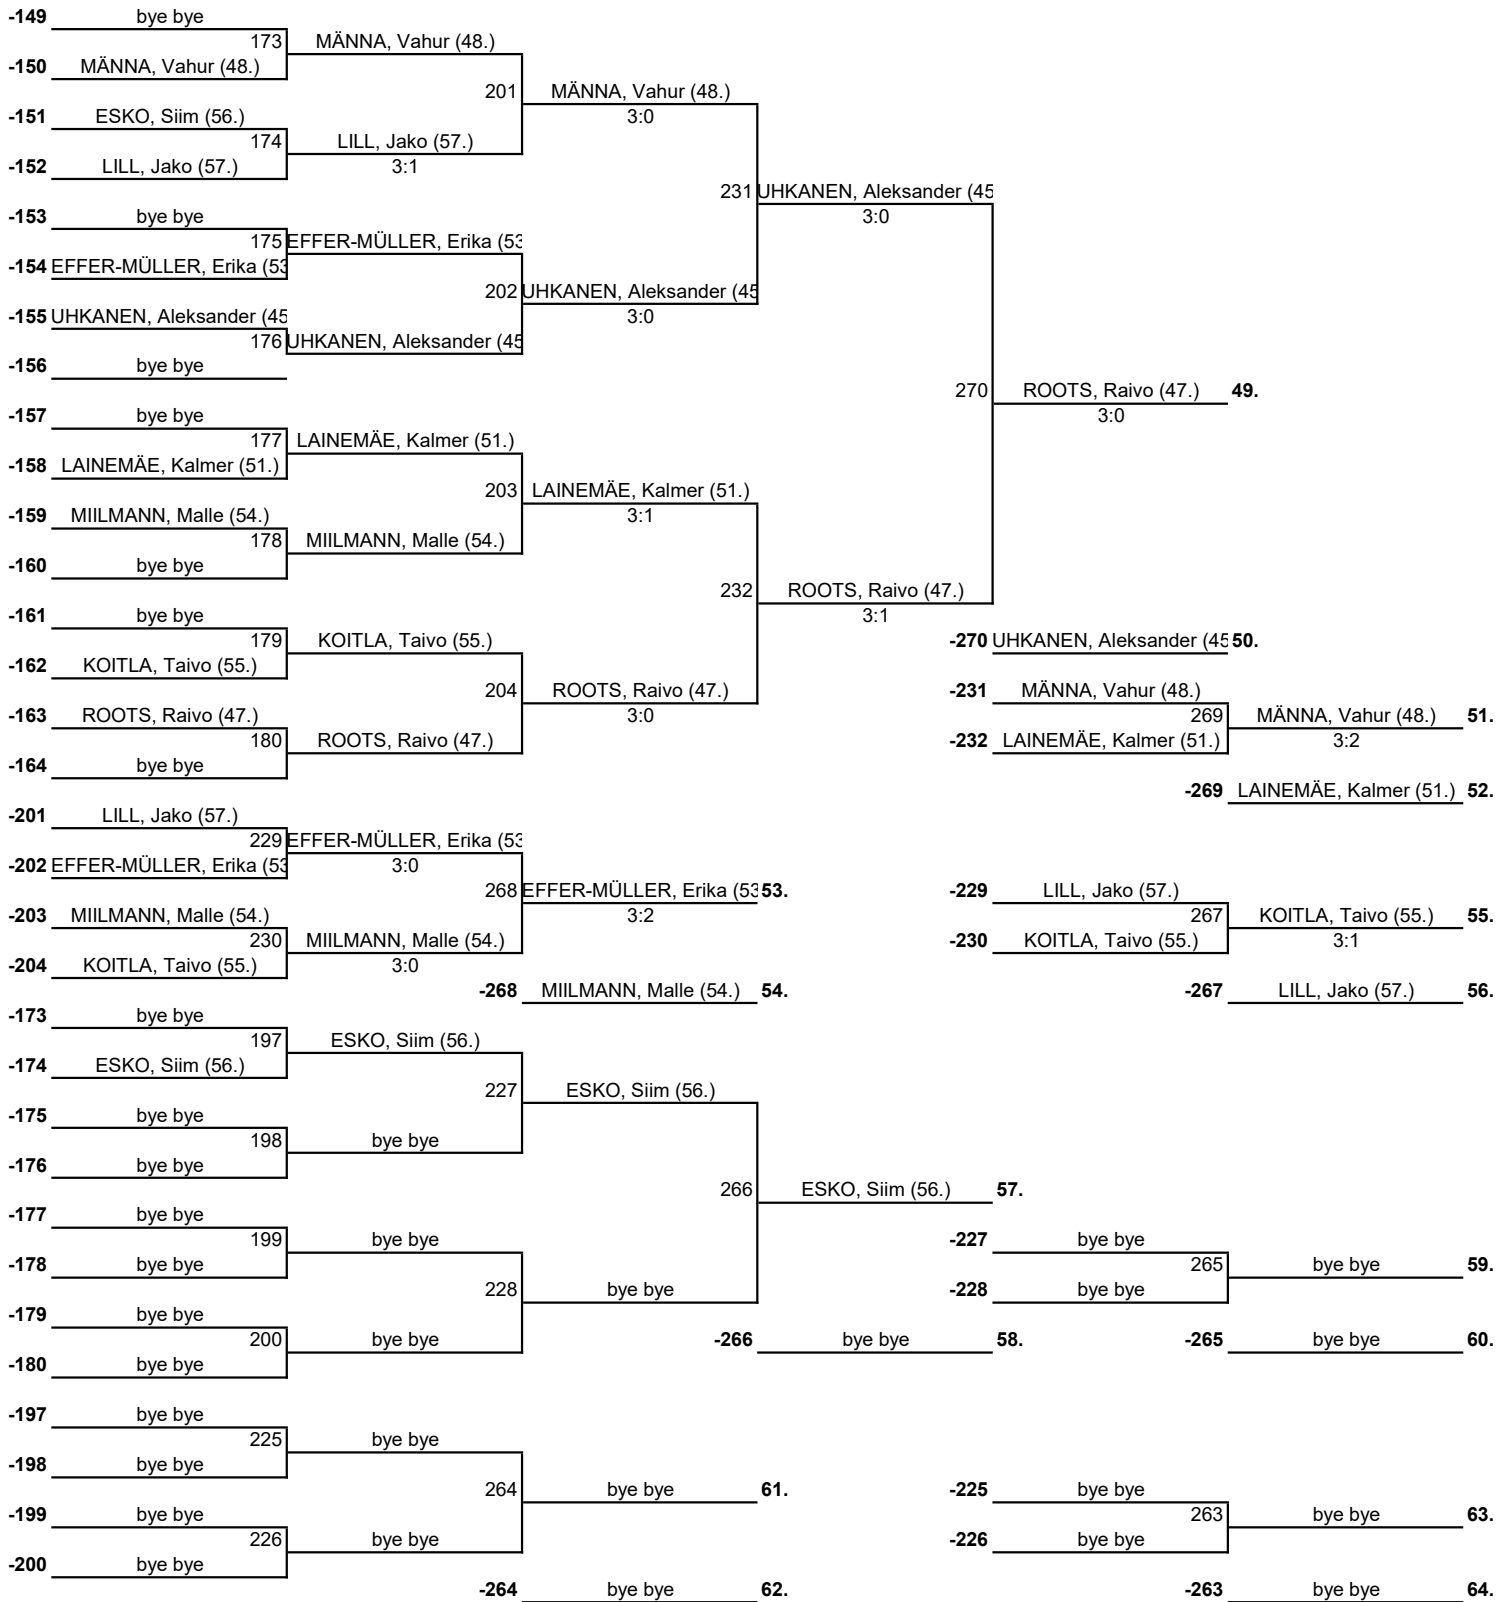 -149 bye bye
173 MÄNNA, Vahur (48.)
-150 MÄNNA, Vahur (48.)
201 MÄNNA, Vahur (48.)
-151 ESKO, Siim (56.) 3:0
174 LILL, Jako (57.)
-152 LILL, Jako (57.) 3:1
231 UHKANEN, Aleksander (45
-153 bye bye 3:0
175 EFFER-MÜLLER, Erika (53
-154 EFFER-MÜLLER, Erika (53
202 UHKANEN, Aleksander (45
-155 UHKANEN, Aleksander (45 3:0
176 UHKANEN, Aleksander (45
-156 bye bye
270 ROOTS, Raivo (47.) 49.
-157 bye bye 3:0
177 LAINEMÄE, Kalmer (51.)
-158 LAINEMÄE, Kalmer (51.)
203 LAINEMÄE, Kalmer (51.)
-159 MIILMANN, Malle (54.) 3:1
178 MIILMANN, Malle (54.)
-160 bye bye
232 ROOTS, Raivo (47.)
-161 bye bye 3:1
179 KOITLA, Taivo (55.) -270 UHKANEN, Aleksander (45 50.
-162 KOITLA, Taivo (55.)
204 ROOTS, Raivo (47.) -231 MÄNNA, Vahur (48.)
-163 ROOTS, Raivo (47.) 3:0 269 MÄNNA, Vahur (48.) 51.
180 ROOTS, Raivo (47.) -232 LAINEMÄE, Kalmer (51.) 3:2
-164 bye bye
-269 LAINEMÄE, Kalmer (51.) 52.
-201 LILL, Jako (57.)
229 EFFER-MÜLLER, Erika (53
-202 EFFER-MÜLLER, Erika (53 3:0
268 EFFER-MÜLLER, Erika (53 53. -229 LILL, Jako (57.)
-203 MIILMANN, Malle (54.) 3:2 267 KOITLA, Taivo (55.) 55.
230 MIILMANN, Malle (54.) -230 KOITLA, Taivo (55.) 3:1
-204 KOITLA, Taivo (55.) 3:0
-268 MIILMANN, Malle (54.) 54. -267 LILL, Jako (57.) 56.
-173 bye bye
197 ESKO, Siim (56.)
-174 ESKO, Siim (56.)
227 ESKO, Siim (56.)
-175 bye bye
198 bye bye
-176 bye bye
266 ESKO, Siim (56.) 57.
-177 bye bye
199 bye bye -227 bye bye
-178 bye bye 265 bye bye 59.
228 bye bye -228 bye bye
-179 bye bye
200 bye bye -266 bye bye 58. -265 bye bye 60.
-180 bye bye
-197 bye bye
225 bye bye
-198 bye bye
264 bye bye 61. -225 bye bye
-199 bye bye 263 bye bye 63.
226 bye bye -226 bye bye
-200 bye bye
-264 bye bye 62. -263 bye bye 64.